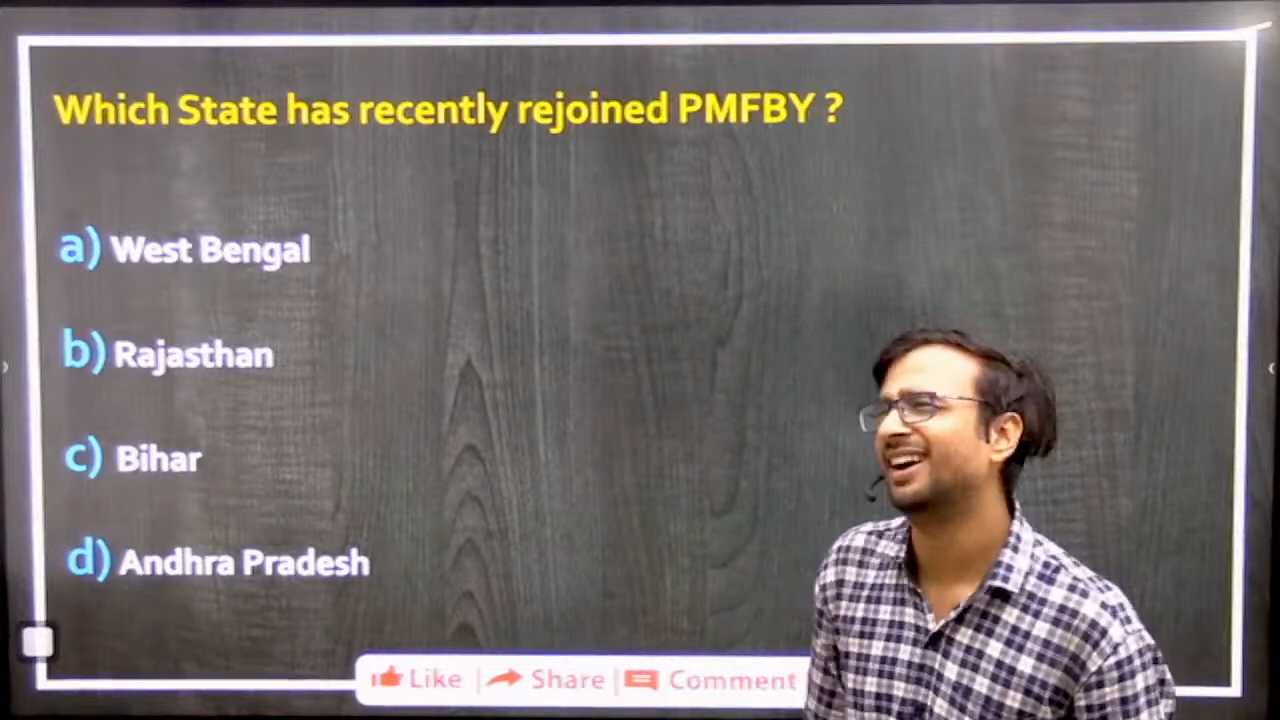 Which State has recently rejoined PMFBY ?
a) West Bengal
b) Rajasthan
c) Bihar
d) Andhra Pradesh
Like | Share | Comment